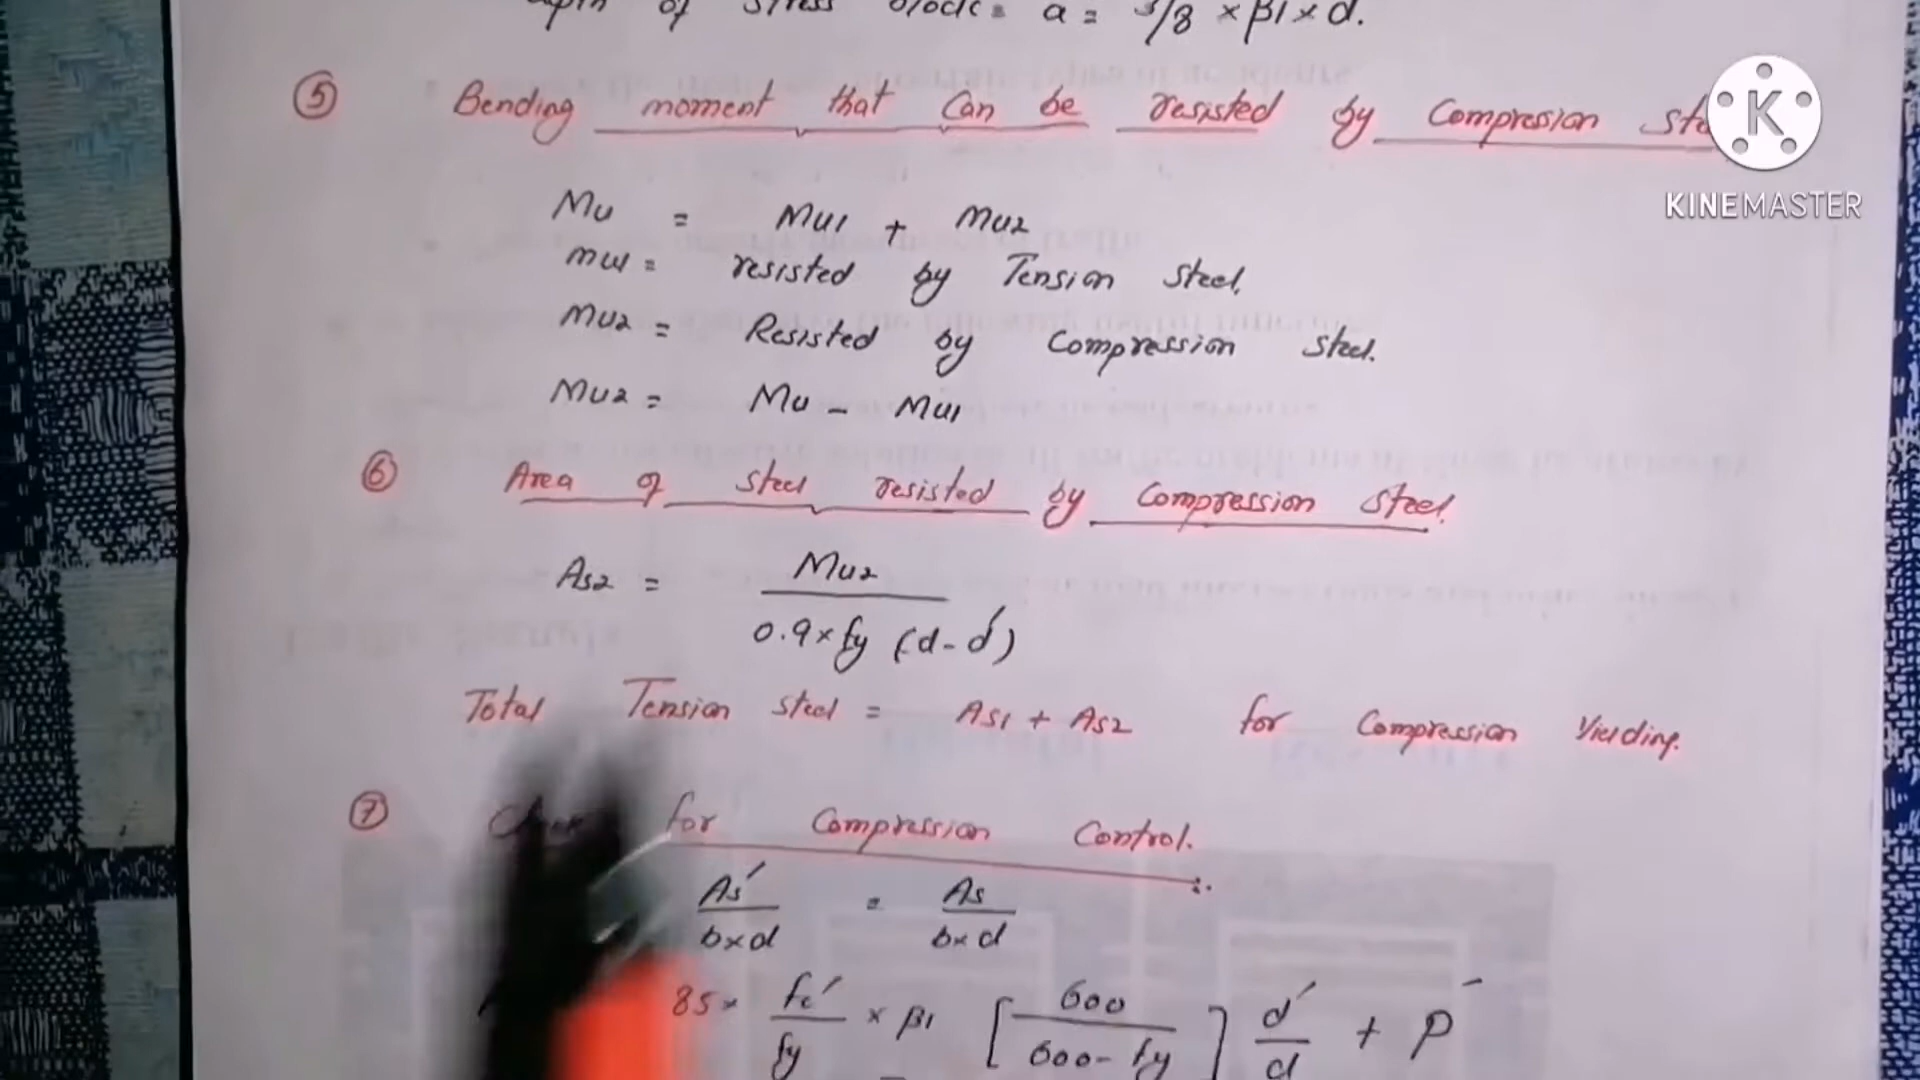 of stress block = a = 3/8 × β1 × d.
⑤ Bending moment that can be resisted by Compression
K
KINEMASTER
Mu = Mu1 + Mu2
mu1 = resisted by Tension steel.
Mu2 = Resisted by Compression steel.
Mu2 = Mu - Mu1
⑥ Area of steel resisted by Compression steel.
As2 = Mu2 / 0.9 × fy (d - d')
Total Tension steel = As1 + As2 for Compression Yielding.
⑦ for Compression Control.
As' / b×d = As / b×d
85 × fc' / fy × β1 [ 600 / 600 - fy ] d' / d + ρ'